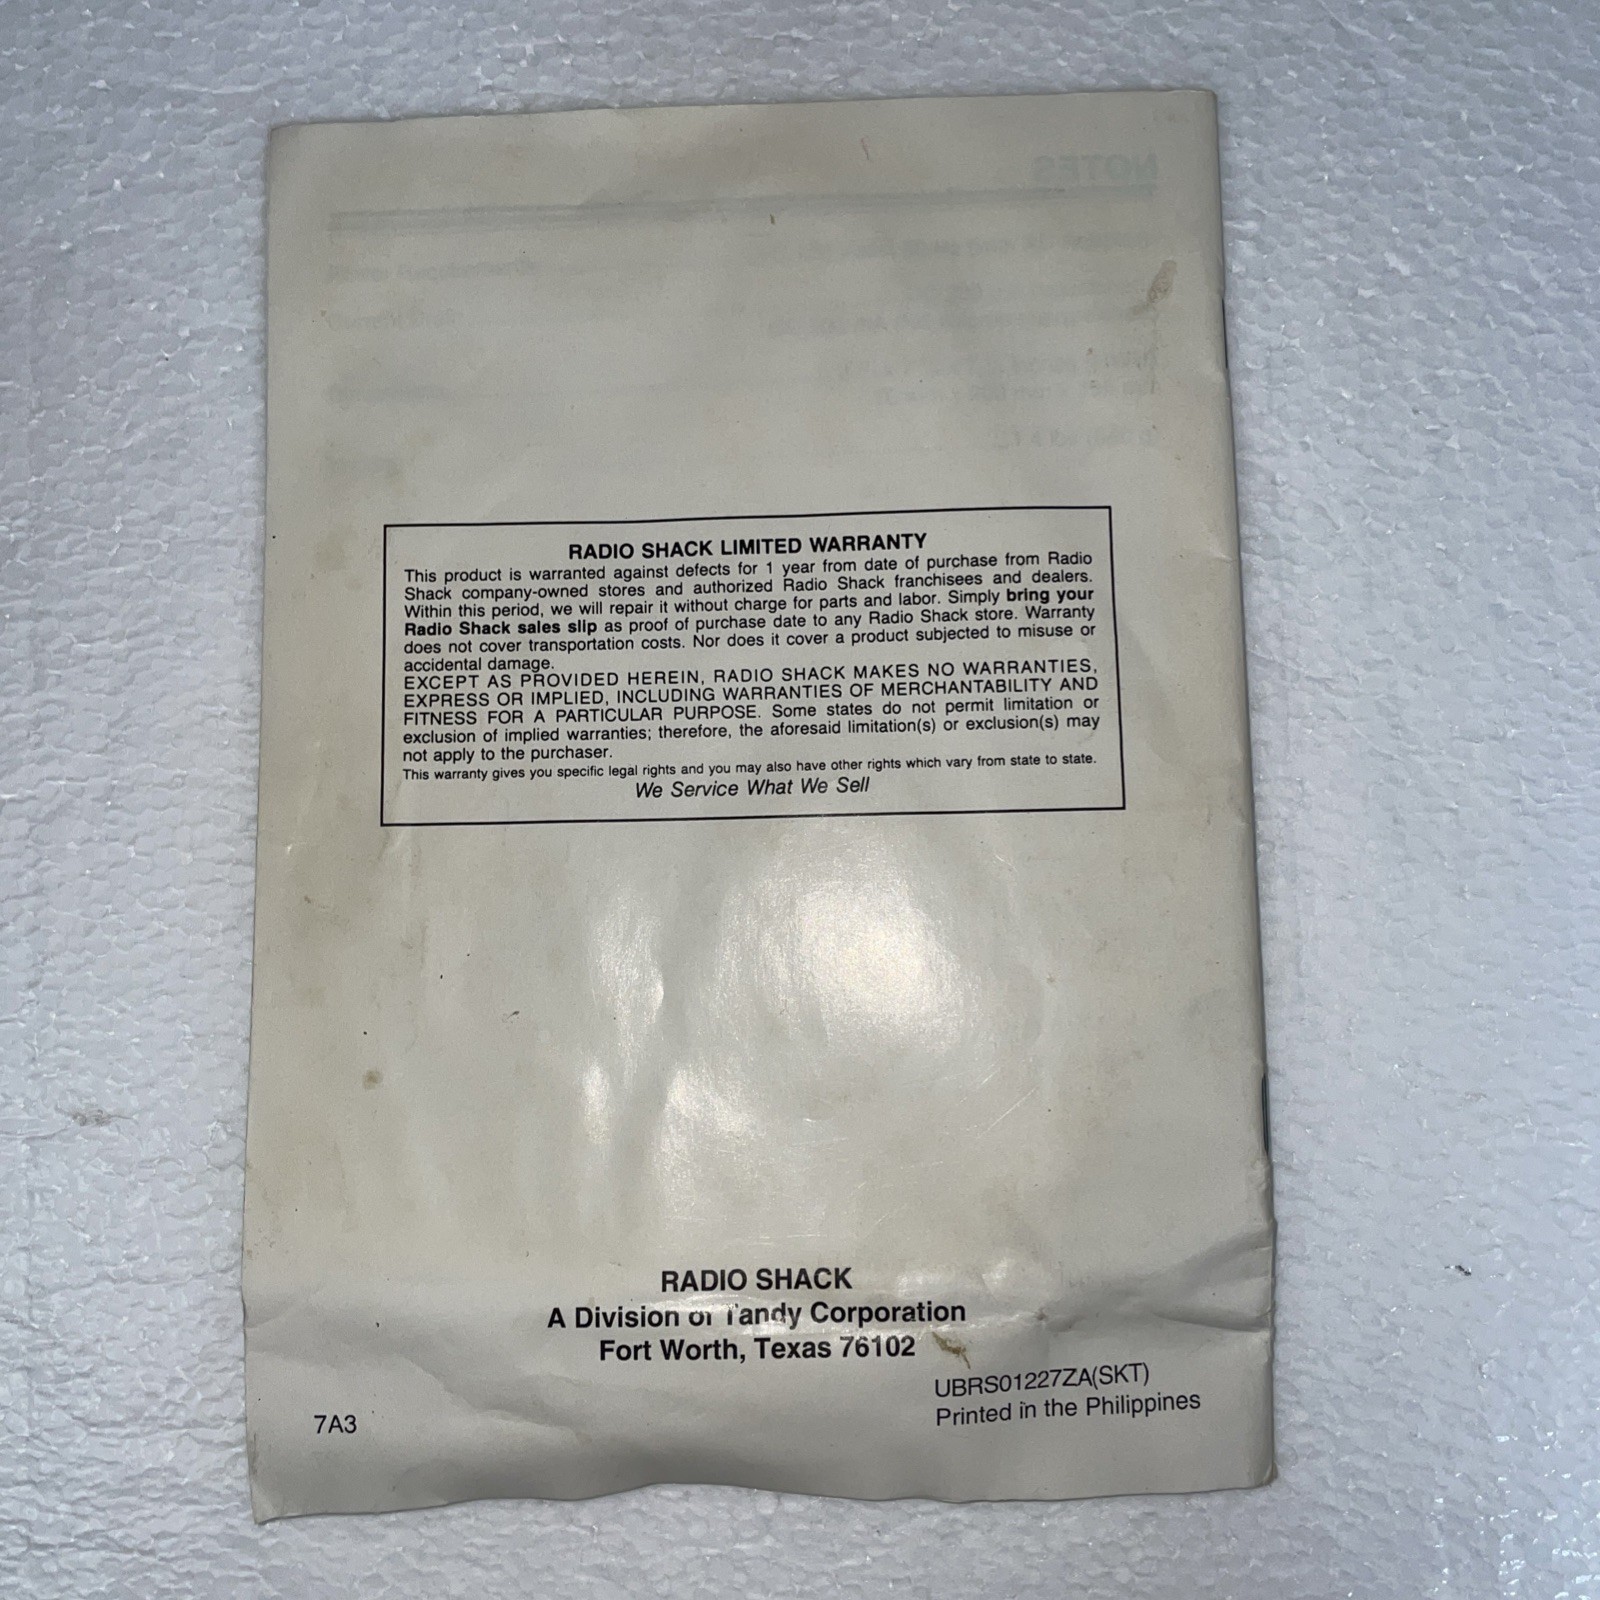 NOTES
RADIO SHACK LIMITED WARRANTY
This product is warranted against defects for 1 year from date of purchase from Radio
Shack company-owned stores and authorized Radio Shack franchisees and dealers.
Within this period, we will repair it without charge for parts and labor. Simply bring your
Radio Shack sales slip as proof of purchase date to any Radio Shack store. Warranty
does not cover transportation costs. Nor does it cover a product subjected to misuse or
accidental damage.
EXCEPT AS PROVIDED HEREIN, RADIO SHACK MAKES NO WARRANTIES,
EXPRESS OR IMPLIED, INCLUDING WARRANTIES OF MERCHANTABILITY AND
FITNESS FOR A PARTICULAR PURPOSE. Some states do not permit limitation or
exclusion of implied warranties; therefore, the aforesaid limitation(s) or exclusion(s) may
not apply to the purchaser.
This warranty gives you specific legal rights and you may also have other rights which vary from state to state.
We Service What We Sell
RADIO SHACK
A Division of Tandy Corporation
Fort Worth, Texas 76102
UBRS01227ZA(SKT)
Printed in the Philippines
7A3